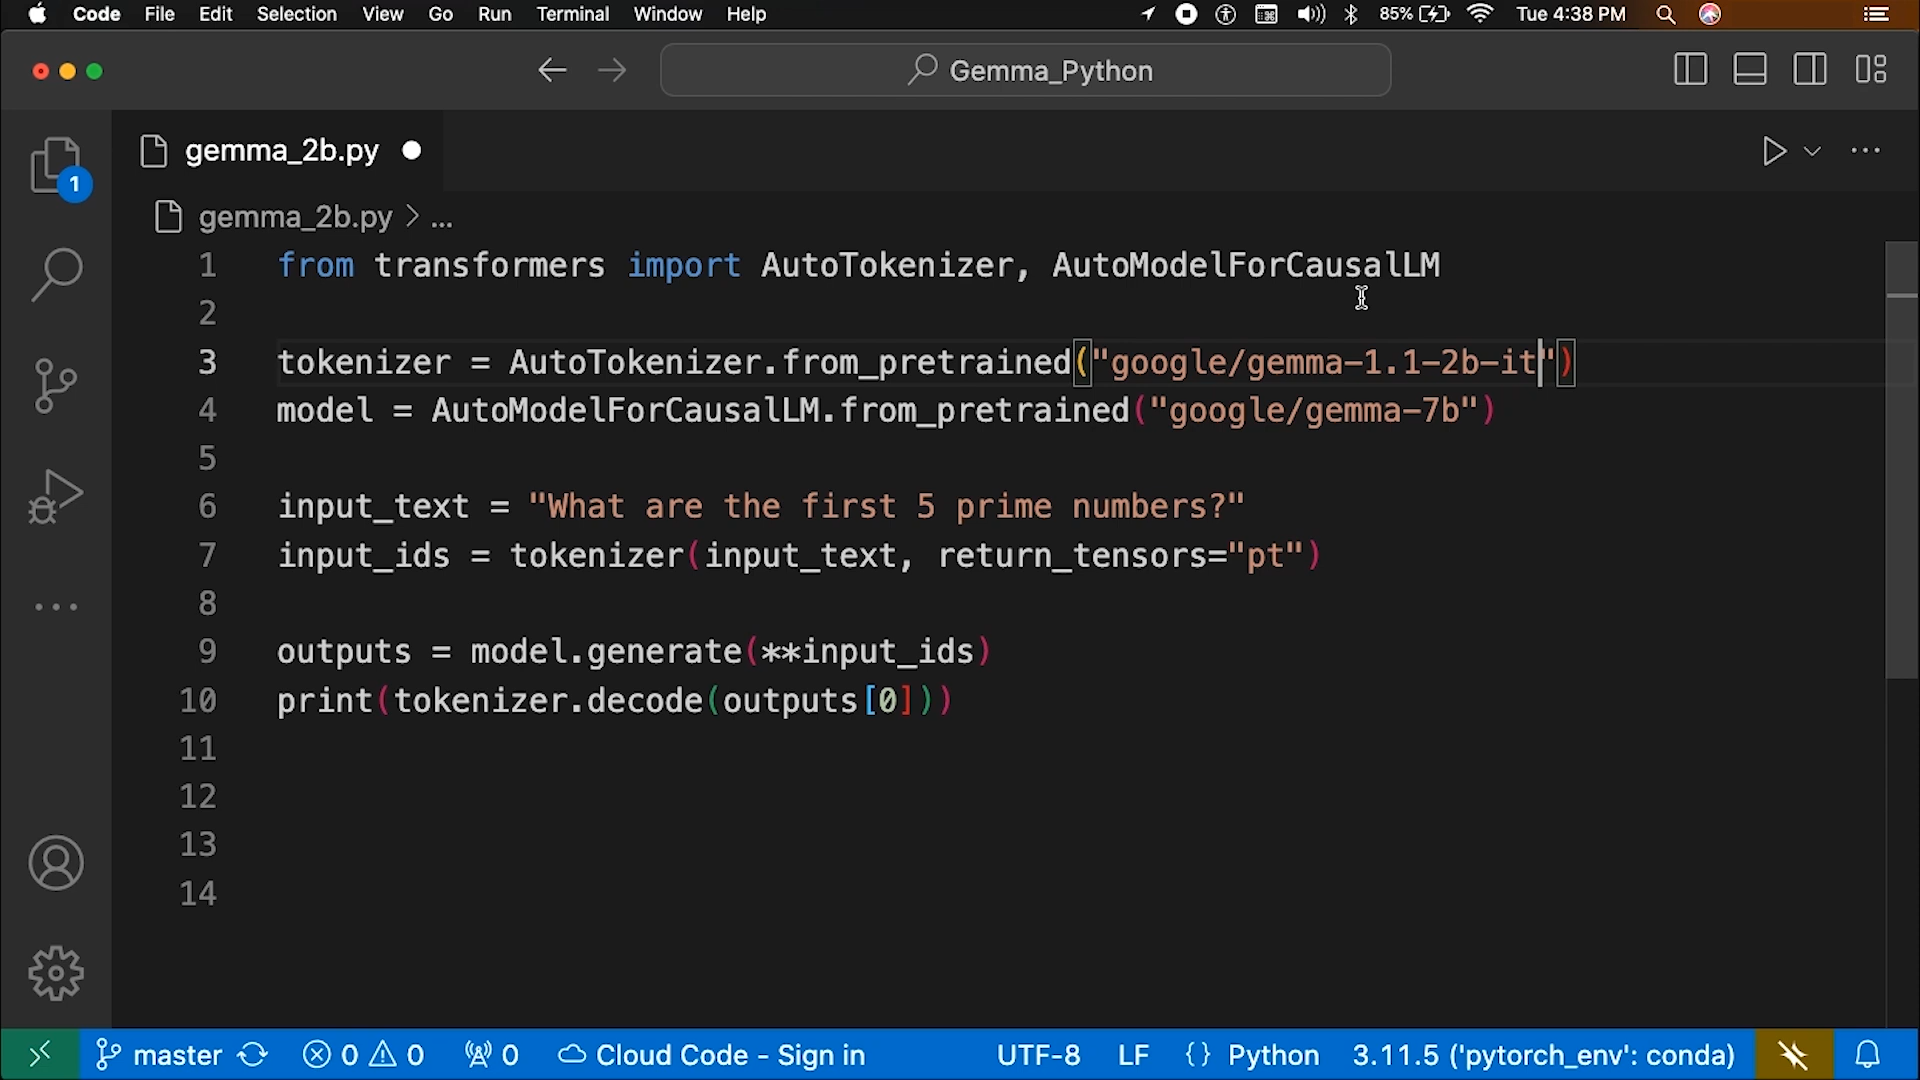 Code File Edit Selection View Go Run Terminal Window Help 85% Tue 4:38 PM
Gemma_Python
gemma_2b.py
1
gemma_2b.py > ...
1 from transformers import AutoTokenizer, AutoModelForCausalLM
2
3 tokenizer = AutoTokenizer.from_pretrained("google/gemma-1.1-2b-it")
4 model = AutoModelForCausalLM.from_pretrained("google/gemma-7b")
5
6 input_text = "What are the first 5 prime numbers?"
7 input_ids = tokenizer(input_text, return_tensors="pt")
8
9 outputs = model.generate(**input_ids)
10 print(tokenizer.decode(outputs[0]))
11
12
13
14
master 0 0 0 Cloud Code - Sign in UTF-8 LF {} Python 3.11.5 ('pytorch_env': conda)